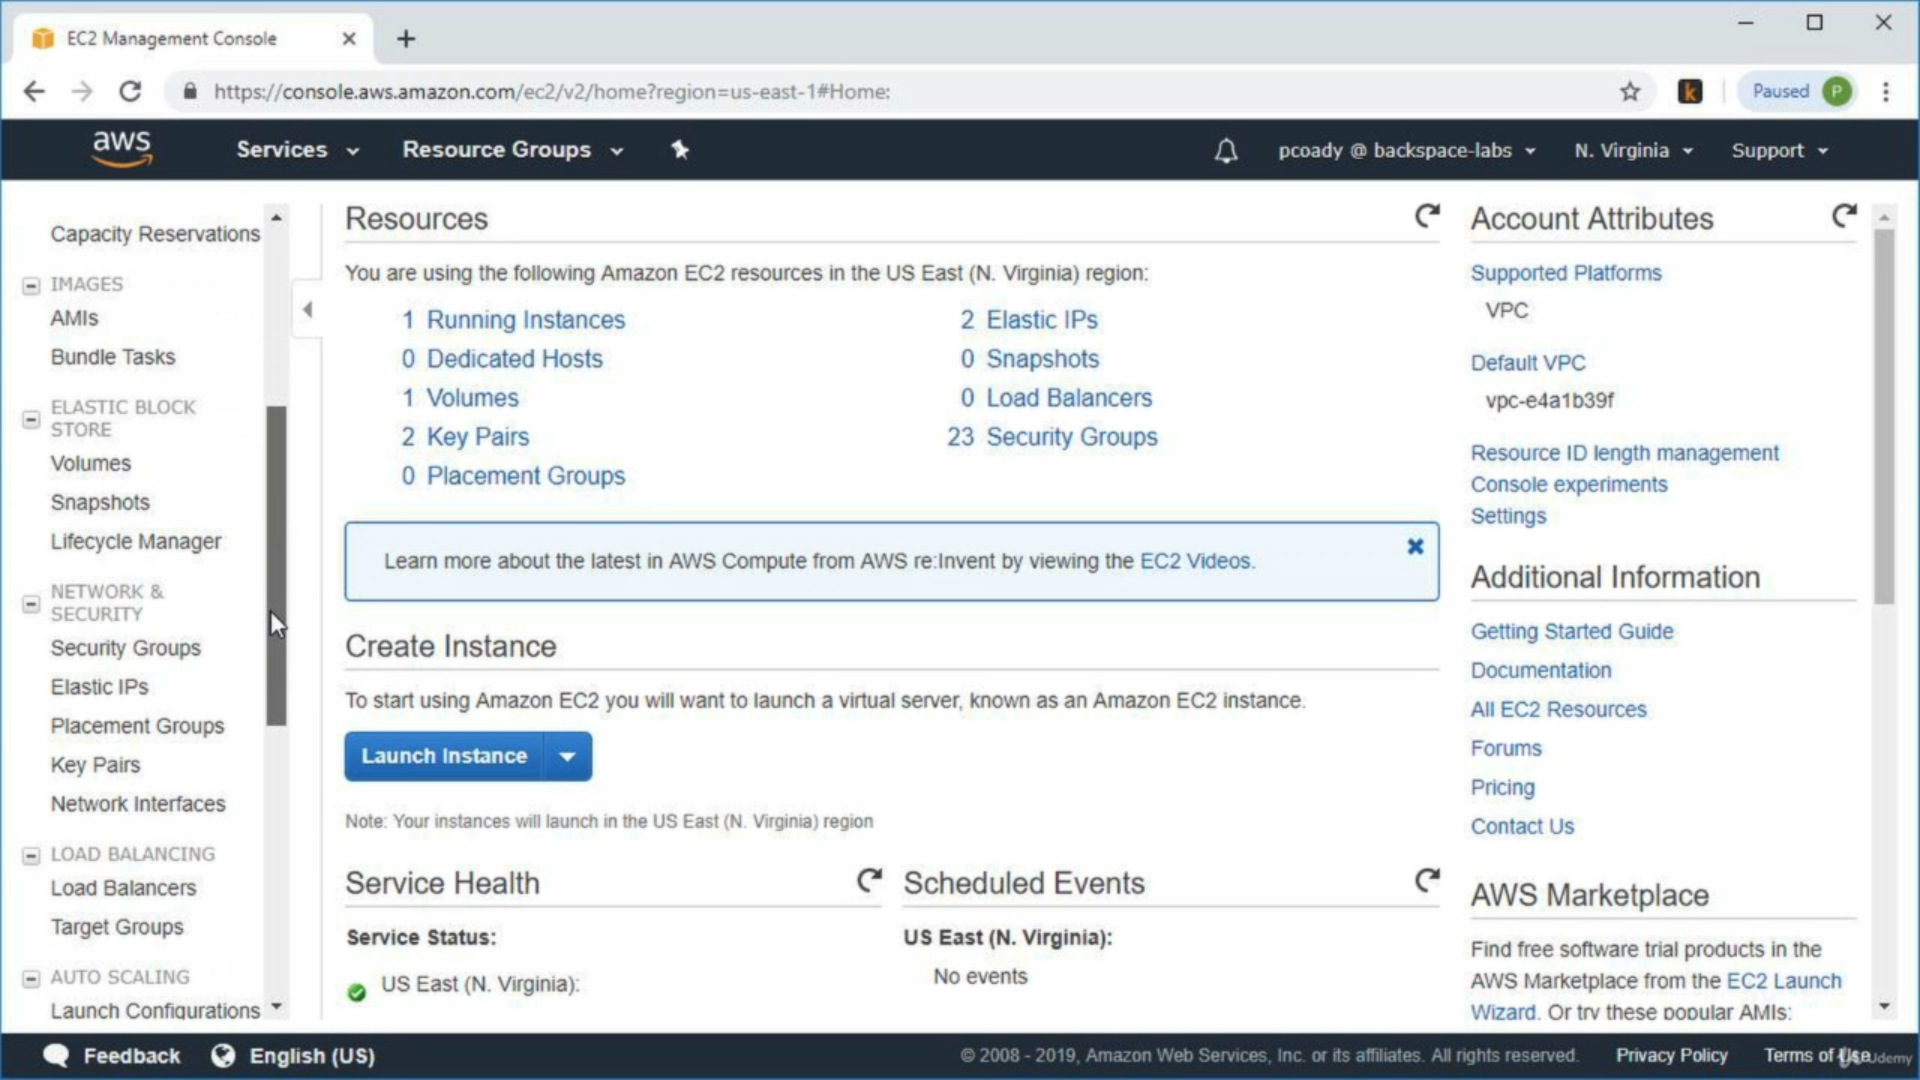 EC2 Management Console
https://console.aws.amazon.com/ec2/v2/home?region=us-east-1#Home:
k
Paused
P
aws
Services
Resource Groups
pcoady @ backspace-labs
N. Virginia
Support
Capacity Reservations
IMAGES
AMIs
Bundle Tasks
ELASTIC BLOCK
STORE
Volumes
Snapshots
Lifecycle Manager
NETWORK &
SECURITY
Security Groups
Elastic IPs
Placement Groups
Key Pairs
Network Interfaces
LOAD BALANCING
Load Balancers
Target Groups
AUTO SCALING
Launch Configurations
Resources
You are using the following Amazon EC2 resources in the US East (N. Virginia) region:
1 Running Instances
0 Dedicated Hosts
1 Volumes
2 Key Pairs
0 Placement Groups
2 Elastic IPs
0 Snapshots
0 Load Balancers
23 Security Groups
Learn more about the latest in AWS Compute from AWS re:Invent by viewing the EC2 Videos.
Create Instance
To start using Amazon EC2 you will want to launch a virtual server, known as an Amazon EC2 instance.
Launch Instance
Note: Your instances will launch in the US East (N. Virginia) region
Service Health
Service Status:
US East (N. Virginia):
Scheduled Events
US East (N. Virginia):
No events
Account Attributes
Supported Platforms
VPC
Default VPC
vpc-e4a1b39f
Resource ID length management
Console experiments
Settings
Additional Information
Getting Started Guide
Documentation
All EC2 Resources
Forums
Pricing
Contact Us
AWS Marketplace
Find free software trial products in the
AWS Marketplace from the EC2 Launch
Wizard. Or try these popular AMIs:
Feedback
English (US)
© 2008 - 2019, Amazon Web Services, Inc. or its affiliates. All rights reserved.
Privacy Policy
Terms of Use
Udemy